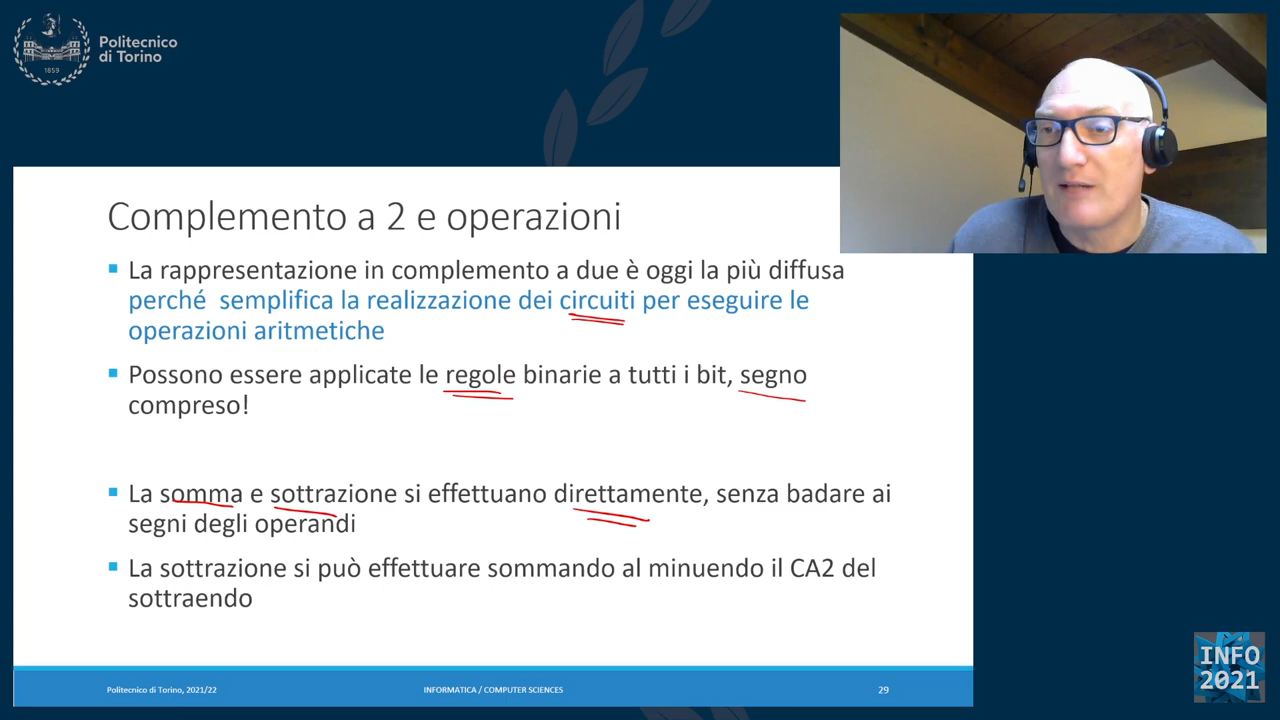 Politecnico
di Torino
1859
Complemento a 2 e operazioni
La rappresentazione in complemento a due è oggi la più diffusa
perché semplifica la realizzazione dei circuiti per eseguire le
operazioni aritmetiche
Possono essere applicate le regole binarie a tutti i bit, segno
compreso!
La somma e sottrazione si effettuano direttamente, senza badare ai
segni degli operandi
La sottrazione si può effettuare sommando al minuendo il CA2 del
sottraendo
Politecnico di Torino, 2021/22
INFORMATICA / COMPUTER SCIENCES
29
INFO
2021